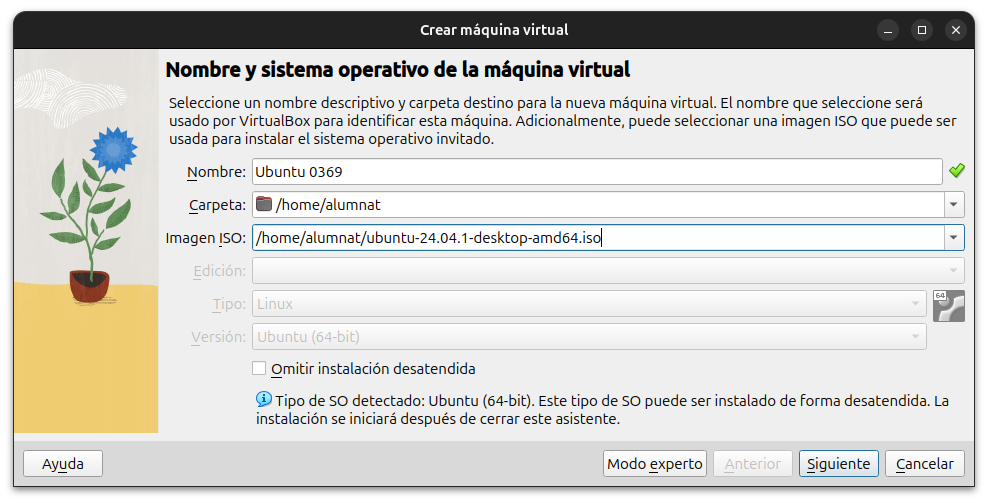 Crear máquina virtual
Nombre y sistema operativo de la máquina virtual
Seleccione un nombre descriptivo y carpeta destino para la nueva máquina virtual. El nombre que seleccione será
usado por VirtualBox para identificar esta máquina. Adicionalmente, puede seleccionar una imagen ISO que puede ser
usada para instalar el sistema operativo invitado.
Nombre: Ubuntu 0369
Carpeta: /home/alumnat
Imagen ISO: /home/alumnat/ubuntu-24.04.1-desktop-amd64.iso
Edición:
Tipo: Linux 64
Versión: Ubuntu (64-bit)
Omitir instalación desatendida
Tipo de SO detectado: Ubuntu (64-bit). Este tipo de SO puede ser instalado de forma desatendida. La
instalación se iniciará después de cerrar este asistente.
Ayuda Modo experto Anterior Siguiente Cancelar